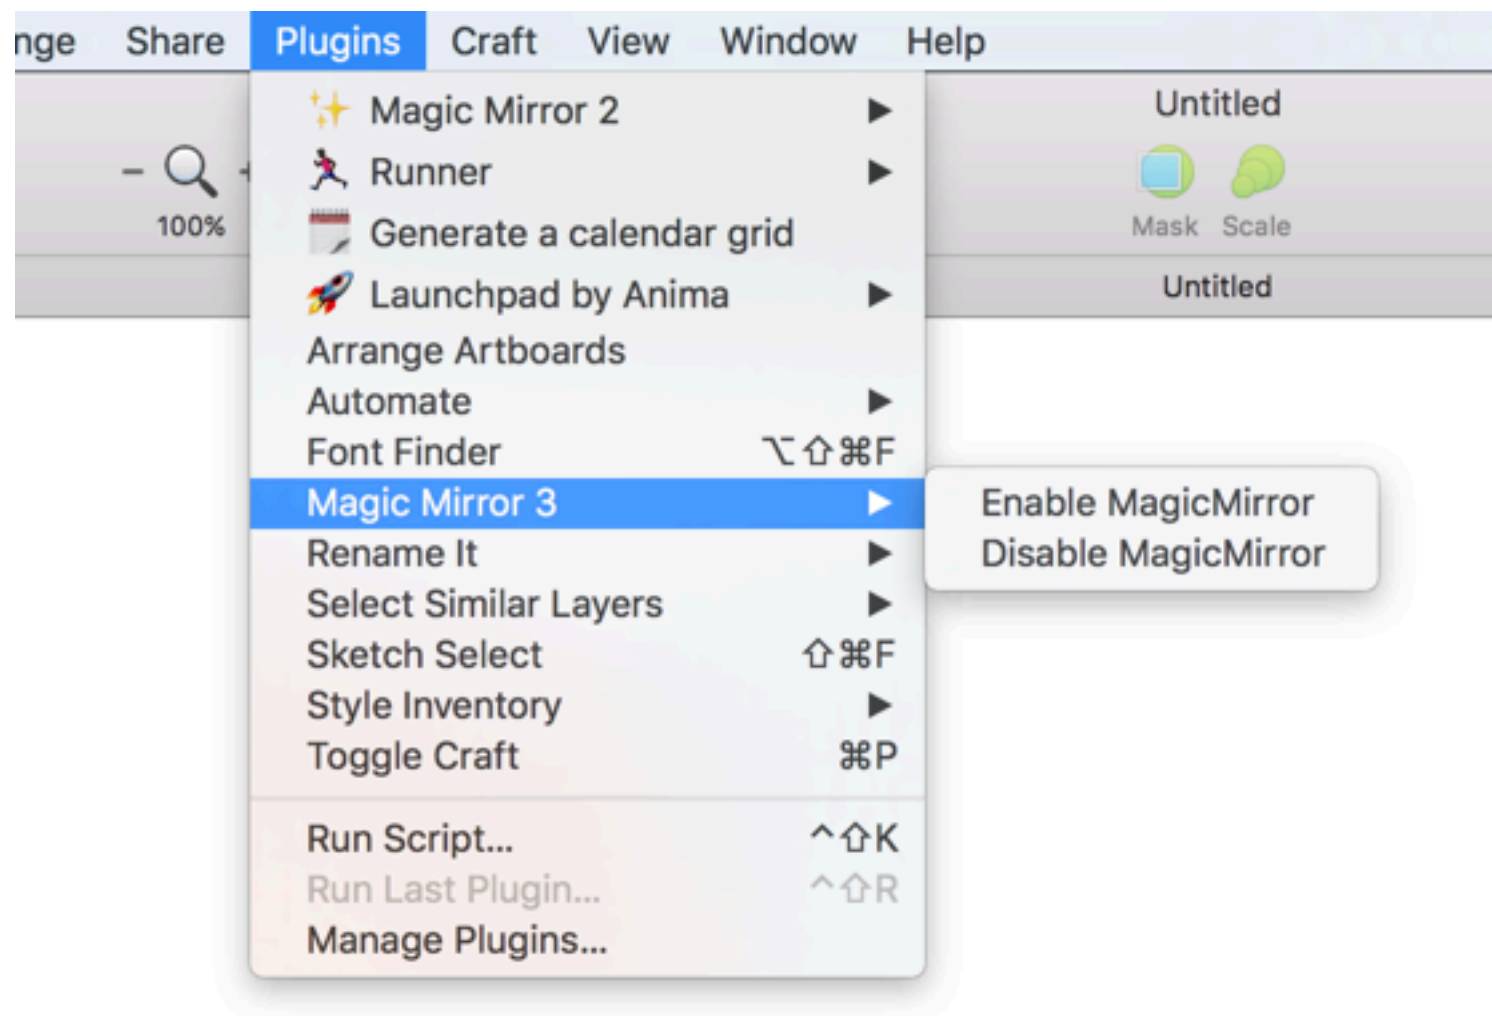 nge Share Plugins Craft View Window Help
Untitled
Mask Scale
100%
Untitled
Magic Mirror 2
Runner
Generate a calendar grid
Launchpad by Anima
Arrange Artboards
Automate
Font Finder ⌥⇧⌘F
Magic Mirror 3
Enable MagicMirror
Disable MagicMirror
Rename It
Select Similar Layers
Sketch Select ⇧⌘F
Style Inventory
Toggle Craft ⌘P
Run Script... ^⇧K
Run Last Plugin... ^⇧R
Manage Plugins...